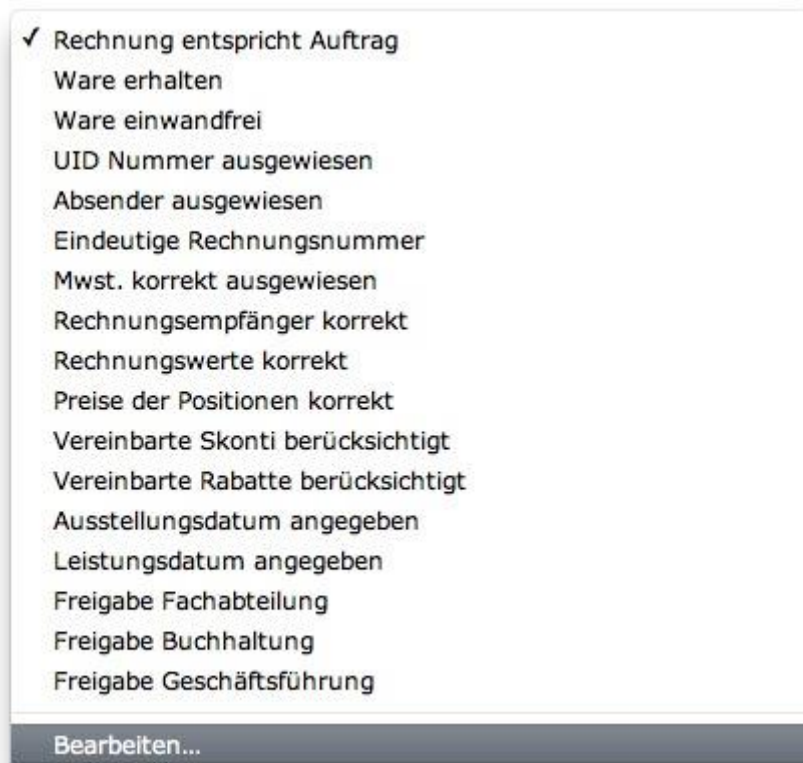 ✓ Rechnung entspricht Auftrag
Ware erhalten
Ware einwandfrei
UID Nummer ausgewiesen
Absender ausgewiesen
Eindeutige Rechnungsnummer
Mwst. korrekt ausgewiesen
Rechnungsempfänger korrekt
Rechnungswerte korrekt
Preise der Positionen korrekt
Vereinbarte Skonti berücksichtigt
Vereinbarte Rabatte berücksichtigt
Ausstellungsdatum angegeben
Leistungsdatum angegeben
Freigabe Fachabteilung
Freigabe Buchhaltung
Freigabe Geschäftsführung
Bearbeiten...